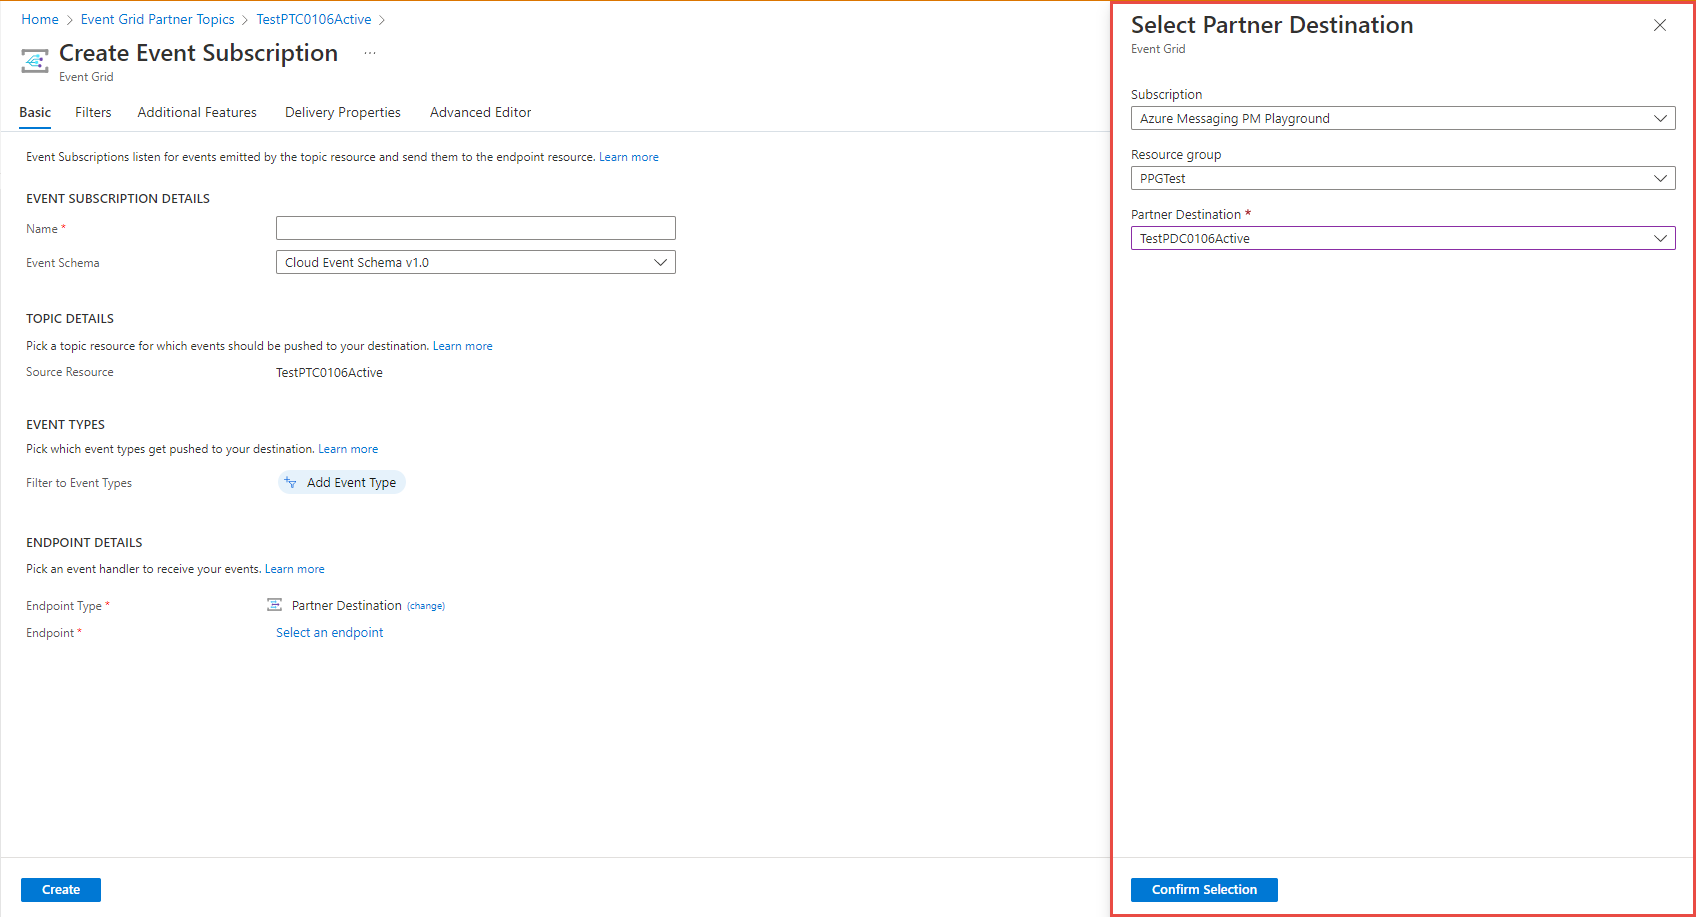 Home > Event Grid Partner Topics > TestPTC0106Active >
Create Event Subscription ...
Event Grid
Basic Filters Additional Features Delivery Properties Advanced Editor
Event Subscriptions listen for events emitted by the topic resource and send them to the endpoint resource. Learn more
EVENT SUBSCRIPTION DETAILS
Name *
Event Schema Cloud Event Schema v1.0
TOPIC DETAILS
Pick a topic resource for which events should be pushed to your destination. Learn more
Source Resource TestPTC0106Active
EVENT TYPES
Pick which event types get pushed to your destination. Learn more
Filter to Event Types Add Event Type
ENDPOINT DETAILS
Pick an event handler to receive your events. Learn more
Endpoint Type * Partner Destination (change)
Endpoint * Select an endpoint
Create
Select Partner Destination
Event Grid
Subscription
Azure Messaging PM Playground
Resource group
PPGTest
Partner Destination *
TestPDC0106Active
Confirm Selection